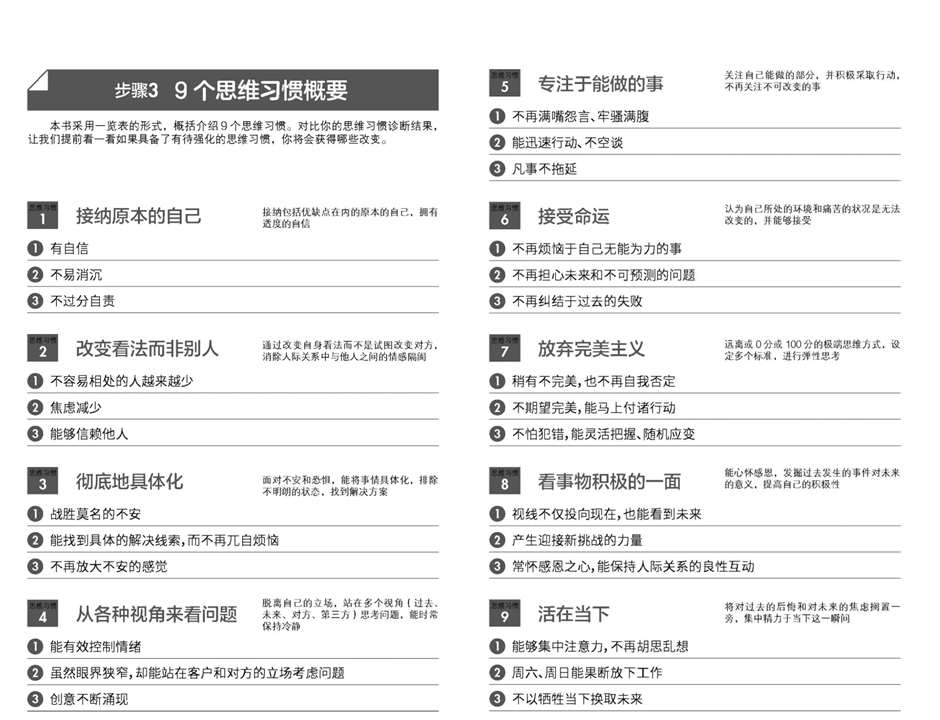 步骤3 9个思维习惯概要
本书采用一览表的形式，概括介绍9个思维习惯。对比你的思维习惯诊断结果，
让我们提前看一看如果具备了有待强化的思维习惯，你将会获得哪些改变。
思维习惯
1
接纳原本的自己
接纳包括优缺点在内的原本的自己，拥有
适度的自信
1 有自信
2 不易消沉
3 不过分自责
思维习惯
2
改变看法而非别人
通过改变自身看法而不是试图改变对方，
消除人际关系中与他人之间的情感隔阂
1 不容易相处的人越来越少
2 焦虑减少
3 能够信赖他人
思维习惯
3
彻底地具体化
面对不安和恐惧，能将事情具体化，排除
不明朗的状态，找到解决方案
1 战胜莫名的不安
2 能找到具体的解决线索，而不再兀自烦恼
3 不再放大不安的感觉
思维习惯
4
从各种视角来看问题
脱离自己的立场，站在多个视角（过去、
未来、对方、第三方）思考问题，能时常
保持冷静
1 能有效控制情绪
2 虽然眼界狭窄，却能站在客户和对方的立场考虑问题
3 创意不断涌现
思维习惯
5
专注于能做的事
关注自己能做的部分，并积极采取行动，
不再关注不可改变的事
1 不再满嘴怨言、牢骚满腹
2 能迅速行动、不空谈
3 凡事不拖延
思维习惯
6
接受命运
认为自己所处的环境和痛苦的状况是无法
改变的，并能够接受
1 不再烦恼于自己无能为力的事
2 不再担心未来和不可预测的问题
3 不再纠结于过去的失败
思维习惯
7
放弃完美主义
远离或0分或100分的极端思维方式，设
定多个标准，进行弹性思考
1 稍有不完美，也不再自我否定
2 不期望完美，能马上付诸行动
3 不怕犯错，能灵活把握、随机应变
思维习惯
8
看事物积极的一面
能心怀感恩，发掘过去发生的事件对未来
的意义，提高自己的积极性
1 视线不仅投向现在，也能看到未来
2 产生迎接新挑战的力量
3 常怀感恩之心，能保持人际关系的良性互动
思维习惯
9
活在当下
将对过去的后悔和对未来的焦虑搁置一
旁，集中精力于当下这一瞬间
1 能够集中注意力，不再胡思乱想
2 周六、周日能果断放下工作
3 不以牺牲当下换取未来